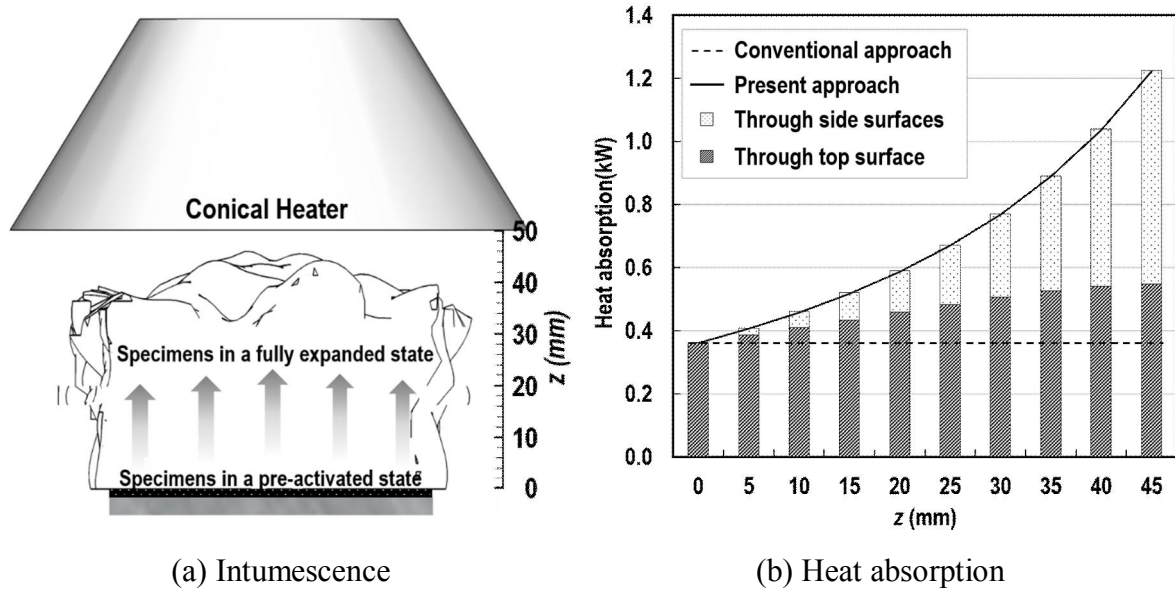 Conical Heater
50
40
30
20
10
0
z (mm)
Specimens in a fully expanded state
Specimens in a pre-activated state
(a) Intumescence
1.4
1.2
1.0
0.8
0.6
0.4
0.2
0.0
Heat absorption(kW)
Conventional approach
Present approach
Through side surfaces
Through top surface
0 5 10 15 20 25 30 35 40 45
z (mm)
(b) Heat absorption